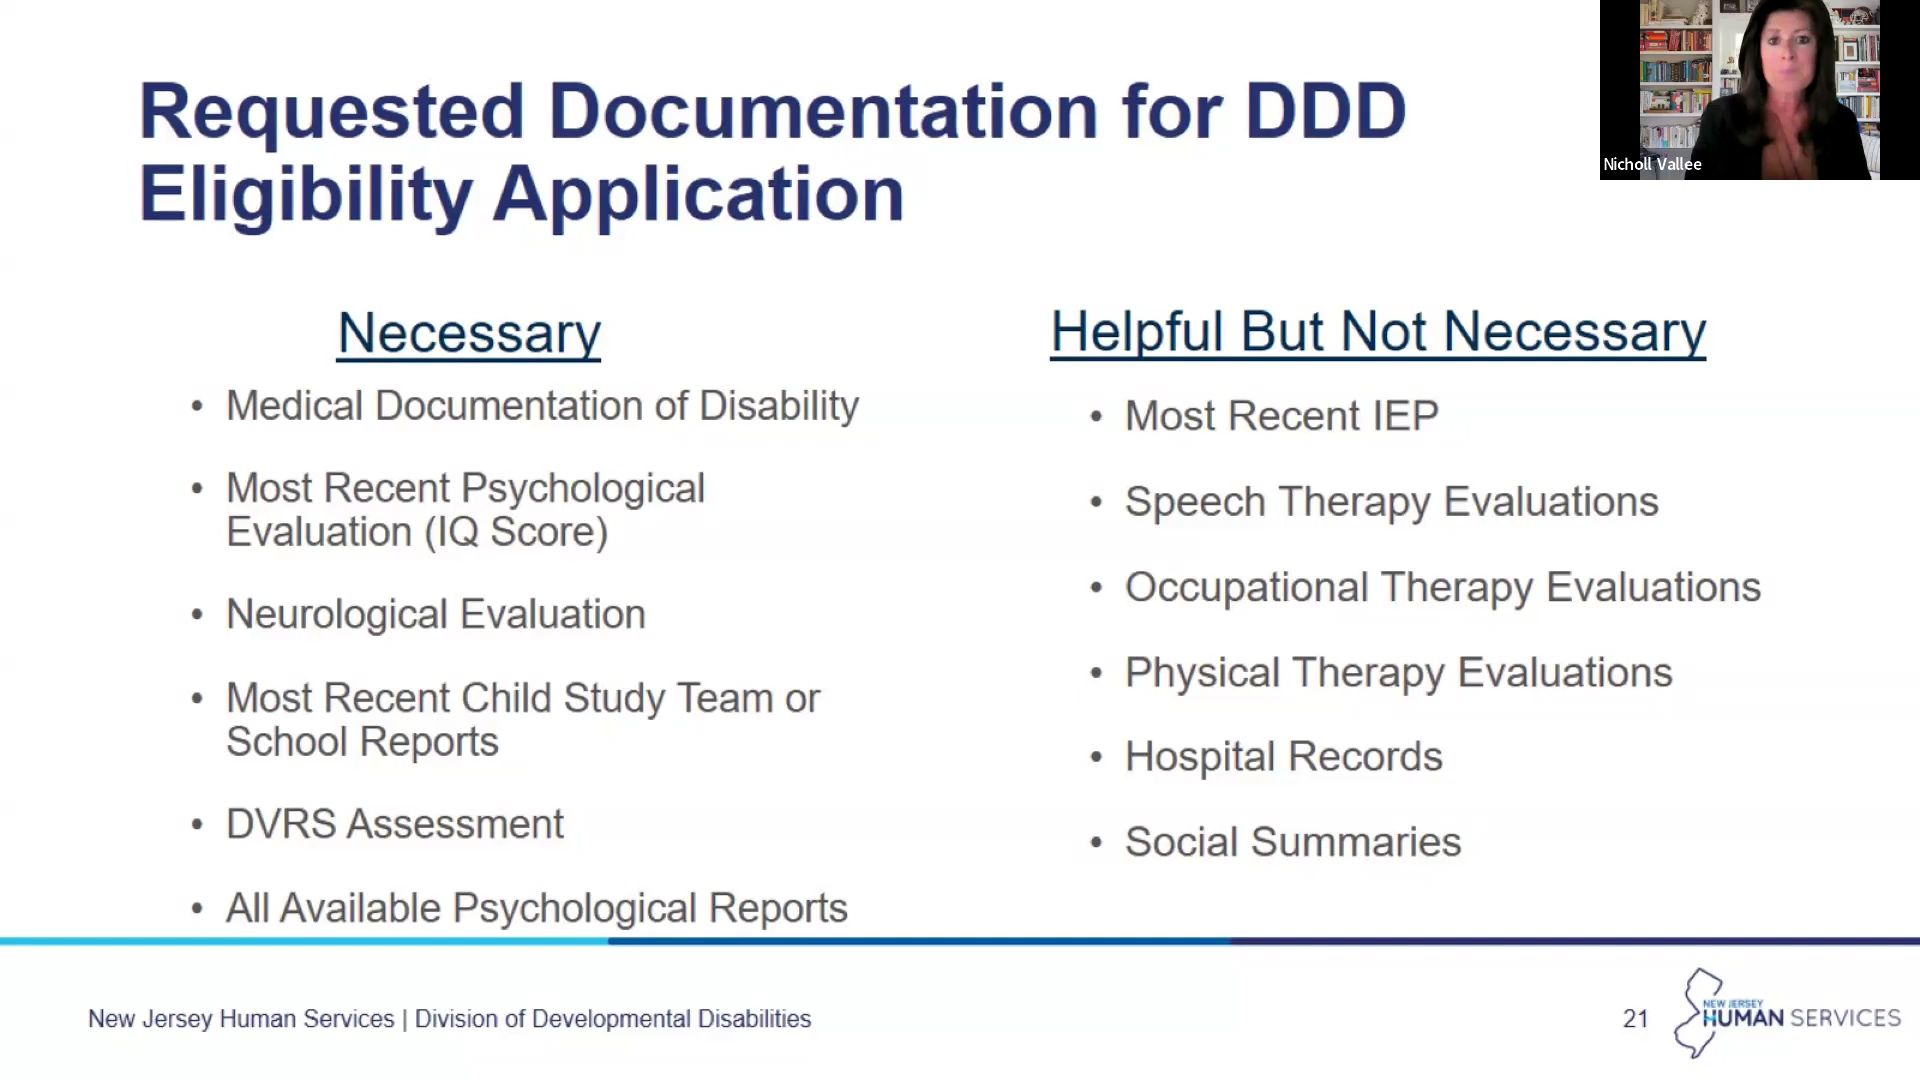 Requested Documentation for DDD
Eligibility Application
Nicholl Vallee
Necessary
• Medical Documentation of Disability
• Most Recent Psychological
Evaluation (IQ Score)
• Neurological Evaluation
• Most Recent Child Study Team or
School Reports
• DVRS Assessment
• All Available Psychological Reports
Helpful But Not Necessary
• Most Recent IEP
• Speech Therapy Evaluations
• Occupational Therapy Evaluations
• Physical Therapy Evaluations
• Hospital Records
• Social Summaries
New Jersey Human Services | Division of Developmental Disabilities
21
NEW JERSEY
HUMAN SERVICES